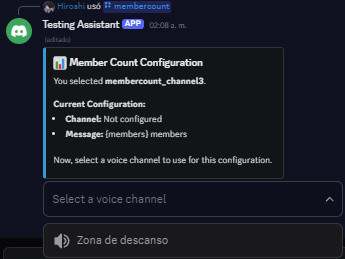 Hiroshi usó membercount
Testing Assistant APP 02:08 a. m.
(editado)
Member Count Configuration
You selected membercount_channel3.
Current Configuration:
• Channel: Not configured
• Message: {members} members
Now, select a voice channel to use for this configuration.
Select a voice channel
Zona de descanso